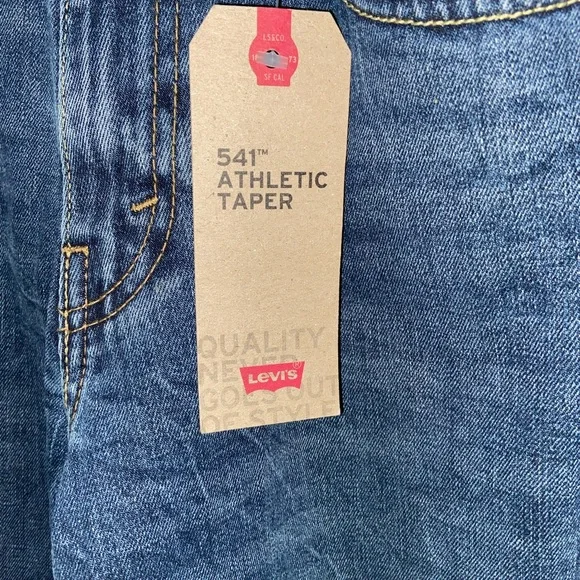 LS&CO
SF CAL
541™
ATHLETIC
TAPER
QUALITY
NEVER
Levi's®
GOES OUT
OF STYLE